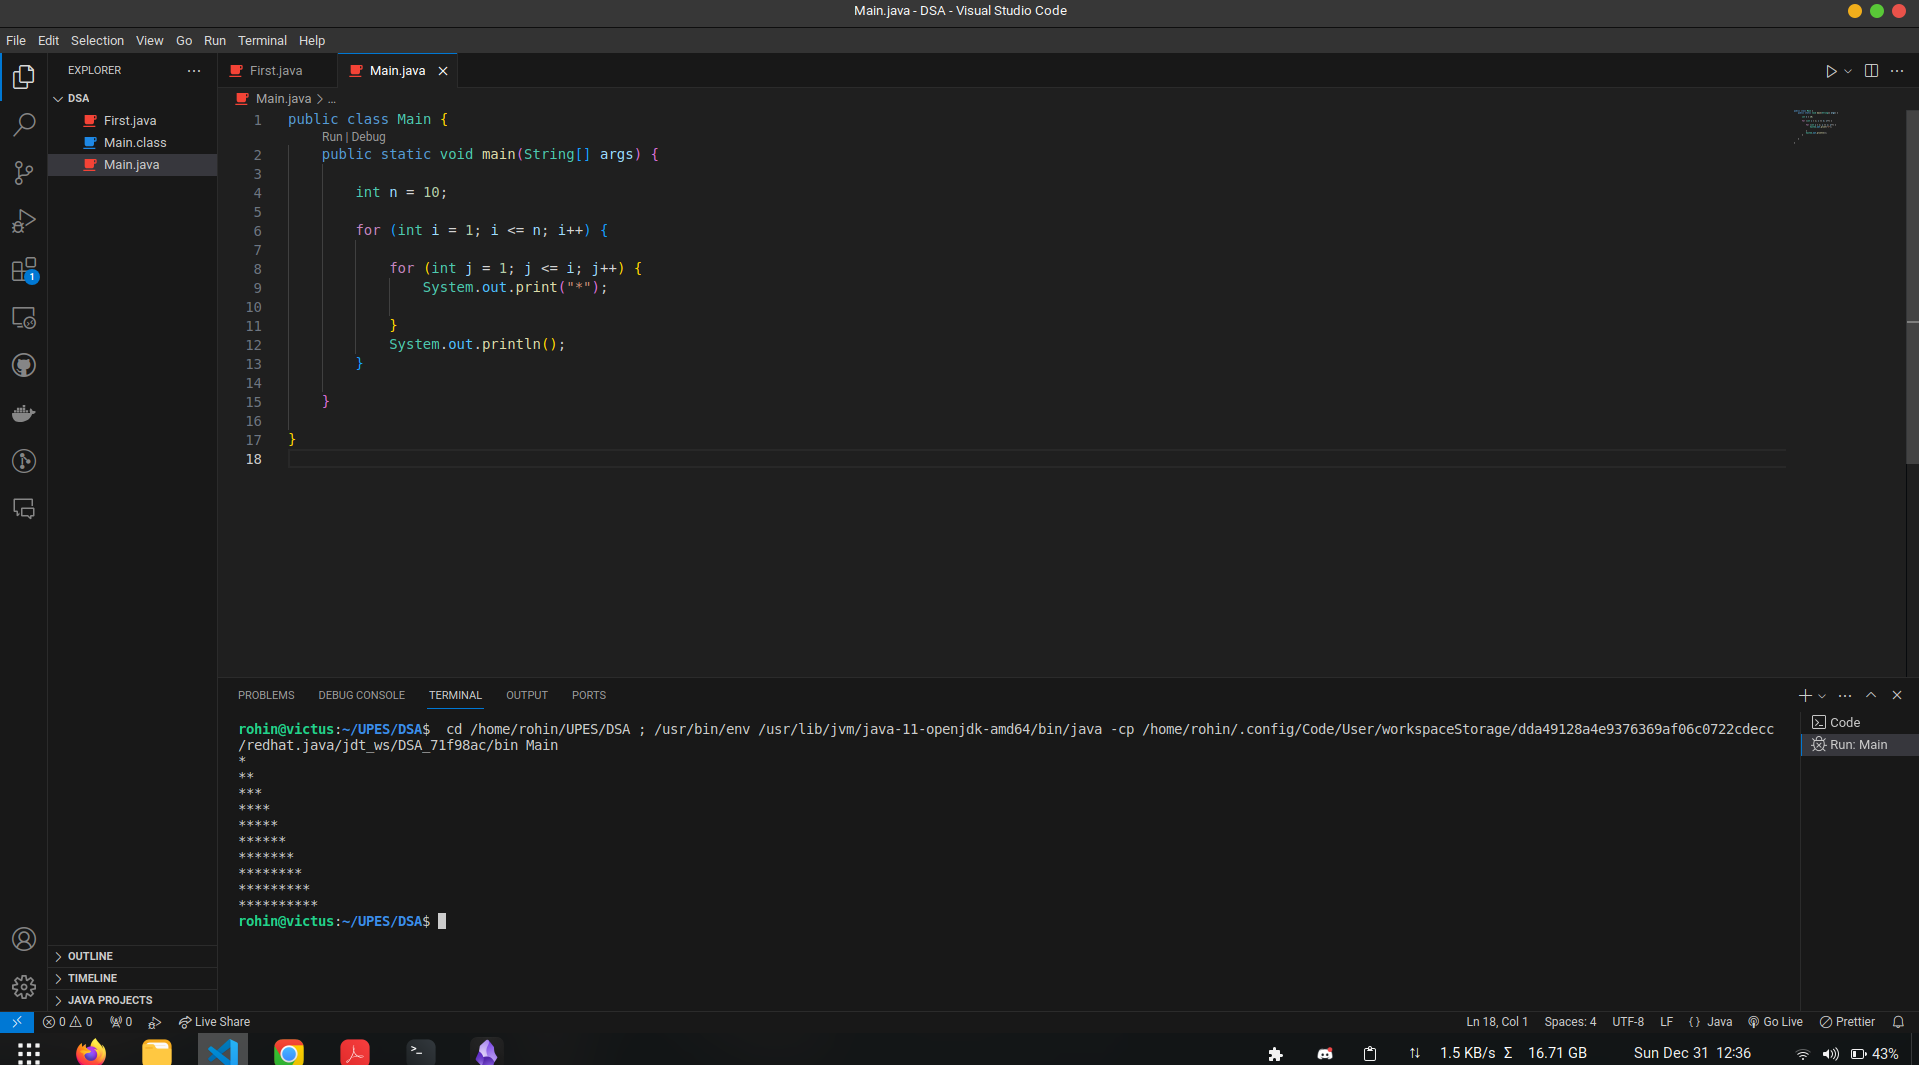 Main.java - DSA - Visual Studio Code
File Edit Selection View Go Run Terminal Help
EXPLORER ···
DSA
First.java
Main.class
Main.java
1
First.java Main.java
Main.java > ...
1 public class Main {
Run | Debug
2 public static void main(String[] args) {
3
4 int n = 10;
5
6 for (int i = 1; i <= n; i++) {
7
8 for (int j = 1; j <= i; j++) {
9 System.out.print("*");
10
11 }
12 System.out.println();
13 }
14
15 }
16
17 }
18
PROBLEMS DEBUG CONSOLE TERMINAL OUTPUT PORTS
rohin@victus:~/UPES/DSA$ cd /home/rohin/UPES/DSA ; /usr/bin/env /usr/lib/jvm/java-11-openjdk-amd64/bin/java -cp /home/rohin/.config/Code/User/workspaceStorage/dda49128a4e9376369af06c0722cdecc
/redhat.java/jdt_ws/DSA_71f98ac/bin Main
*
**
***
****
*****
******
*******
********
*********
**********
rohin@victus:~/UPES/DSA$
Code
Run: Main
OUTLINE
TIMELINE
JAVA PROJECTS
0 0 0 Live Share Ln 18, Col 1 Spaces: 4 UTF-8 LF {} Java Go Live Prettier
1.5 KB/s Σ 16.71 GB Sun Dec 31 12:36 43%